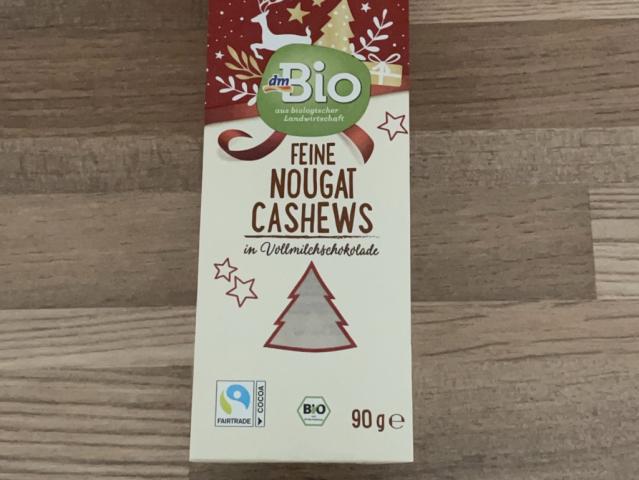 dm Bio
aus biologischer
Landwirtschaft
FEINE
NOUGAT
CASHEWS
in Vollmilchschokolade
FAIRTRADE
COCOA
BIO
90 g e